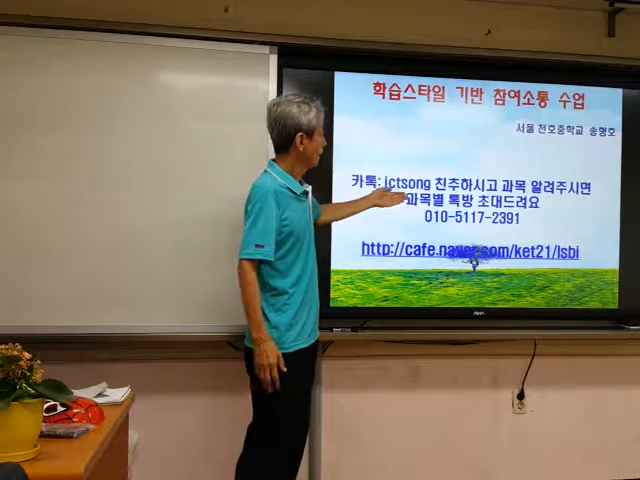 학습스타일 기반 참여소통 수업
서울 천호중학교 송형호
카톡: ictsong 친추하시고 과목 알려주시면
과목별 톡방 초대드려요
010-5117-2391
http://cafe.naver.com/ket21/lsbi